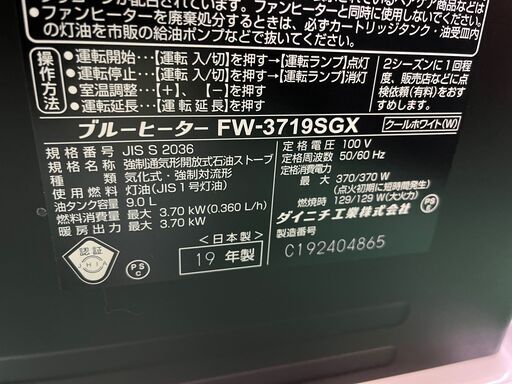 ●ファンヒーターを廃棄処分するときは、必ずカートリッジタンク・油受皿内
の灯油を市販の給油ポンプなどで抜いてください。
操作方法
●運転開始…【運転 入/切】を押す→【運転ランプ】点灯
●運転停止…【運転 入/切】を押す→【運転ランプ】消灯
●室温調整…【+】、【-】を押す
●運転延長…【運転延長】を押す
2シーズンに1回程
度、販売店などに点
検依頼(有料)をおす
すめします。
ブルーヒーター FW-3719SGX クールホワイト(W)
規格番号 JIS S 2036
規格名 強制通気形開放式石油ストーブ
種類 気化式・強制対流形
使用燃料 灯油(JIS 1号灯油)
油タンク容量 9.0 L
燃料消費量 最大 3.70 kW (0.360 L/h)
暖房出力 最大 3.70 kW
定格電圧 100 V
定格周波数 50/60 Hz
定格消費電力
最大 370/370 W
(点火初期に短時間発生)
燃焼時 129/129 W(大火力)
ダイニチ工業株式会社
製造番号
C192404865
<日本製>
19 年製
認証
JHIA
PS
C
PS
E